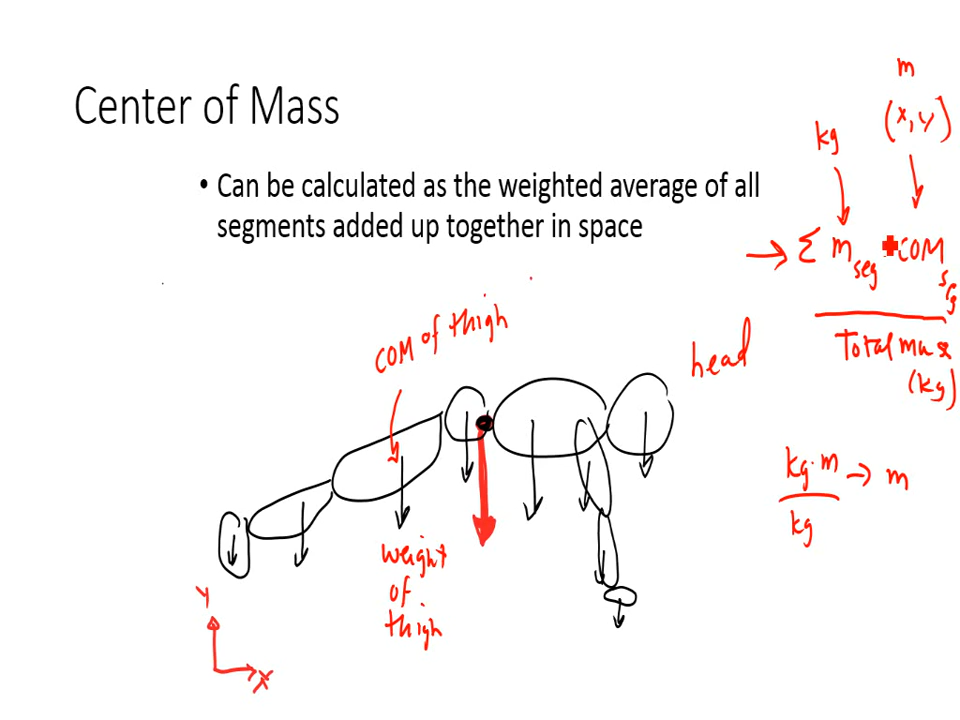 Center of Mass
• Can be calculated as the weighted average of all
segments added up together in space
m
(x, y)
kg
→ Σ m seg • COM seg
Total mass
(kg)
kg·m → m
kg
COM of thigh
head
weight
of
thigh
Y
X